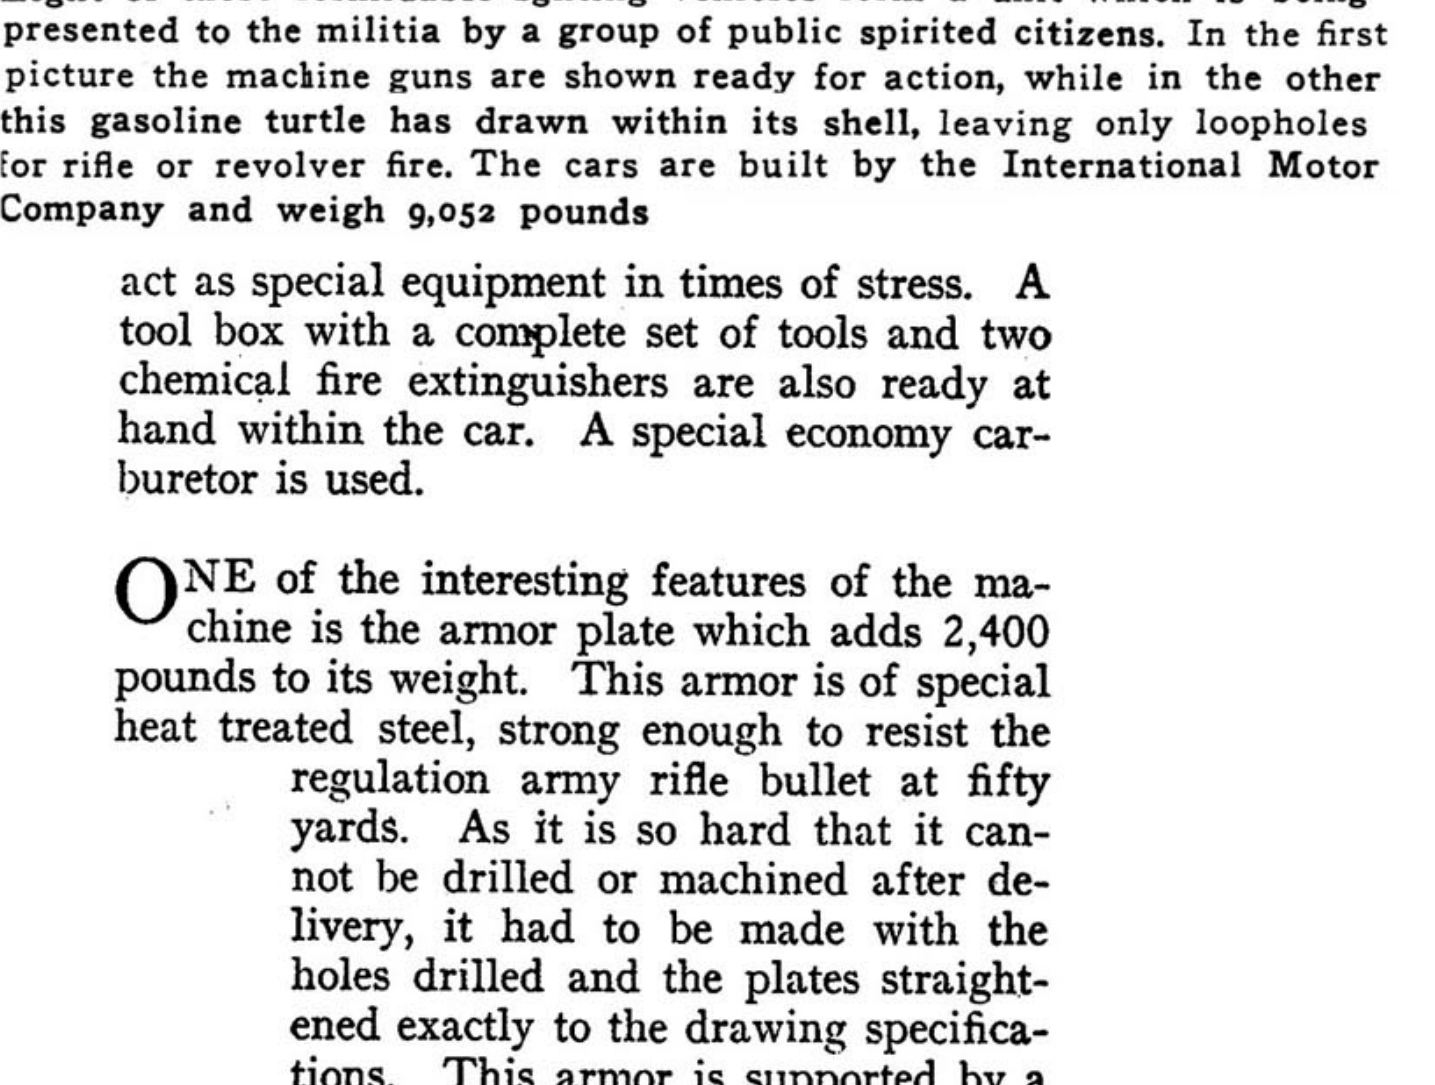 presented to the militia by a group of public spirited citizens. In the first
picture the machine guns are shown ready for action, while in the other
this gasoline turtle has drawn within its shell, leaving only loopholes
for rifle or revolver fire. The cars are built by the International Motor
Company and weigh 9,052 pounds
act as special equipment in times of stress. A
tool box with a complete set of tools and two
chemical fire extinguishers are also ready at
hand within the car. A special economy car-
buretor is used.
ONE of the interesting features of the ma-
chine is the armor plate which adds 2,400
pounds to its weight. This armor is of special
heat treated steel, strong enough to resist the
regulation army rifle bullet at fifty
yards. As it is so hard that it can-
not be drilled or machined after de-
livery, it had to be made with the
holes drilled and the plates straight-
ened exactly to the drawing specifica-
tions. This armor is supported by a